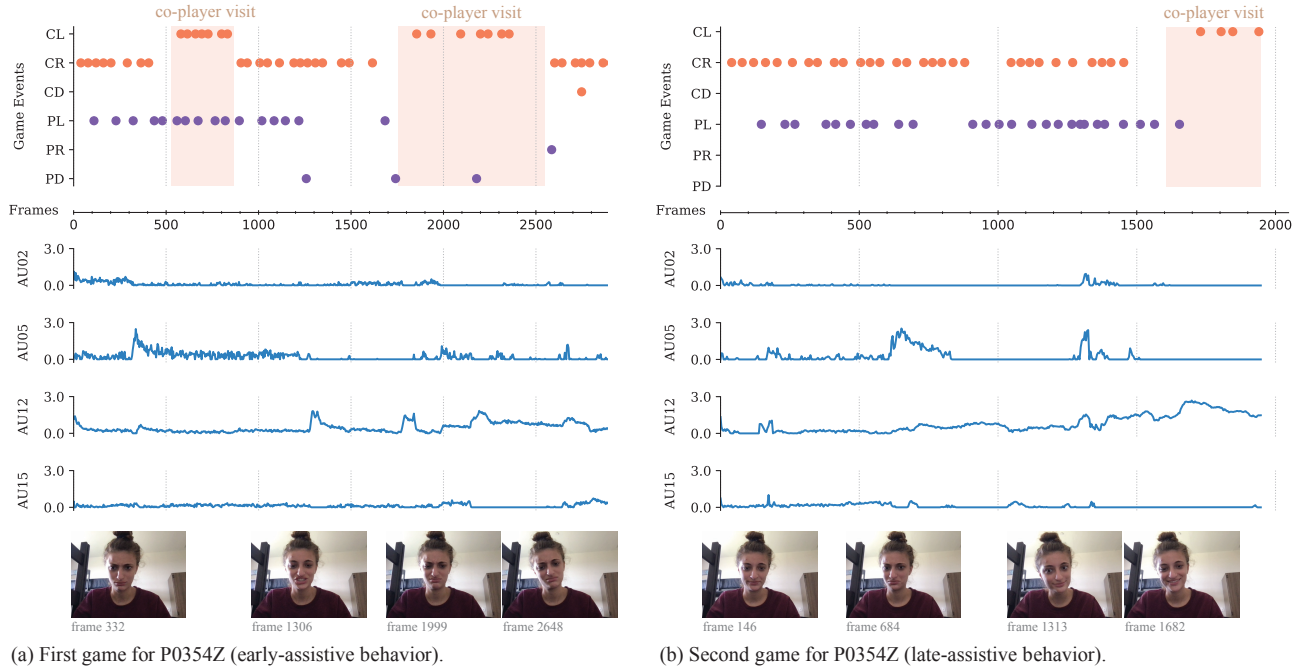 co-player visit
co-player visit
Game Events
CL
CR
CD
PL
PR
PD
Frames
0
500
1000
1500
2000
2500
AU02
3.0
0.0
AU05
3.0
0.0
AU12
3.0
0.0
AU15
3.0
0.0
frame 332
frame 1306
frame 1999
frame 2648
(a) First game for P0354Z (early-assistive behavior).
co-player visit
Game Events
CL
CR
CD
PL
PR
PD
Frames
0
500
1000
1500
2000
AU02
3.0
0.0
AU05
3.0
0.0
AU12
3.0
0.0
AU15
3.0
0.0
frame 146
frame 684
frame 1313
frame 1682
(b) Second game for P0354Z (late-assistive behavior).